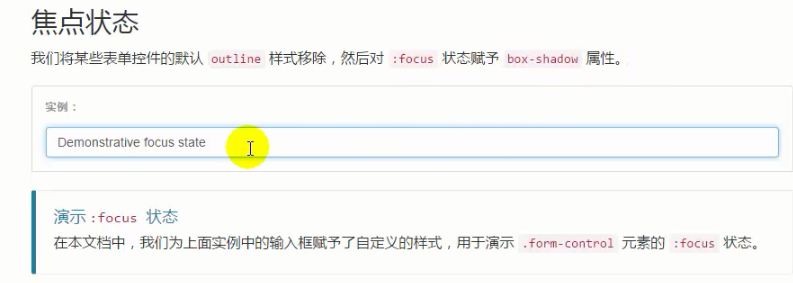 焦点状态
我们将某些表单控件的默认 outline 样式移除，然后对 :focus 状态赋予 box-shadow 属性。
实例：
Demonstrative focus state
演示 :focus 状态
在本文档中，我们为上面实例中的输入框赋予了自定义的样式，用于演示 .form-control 元素的 :focus 状态。